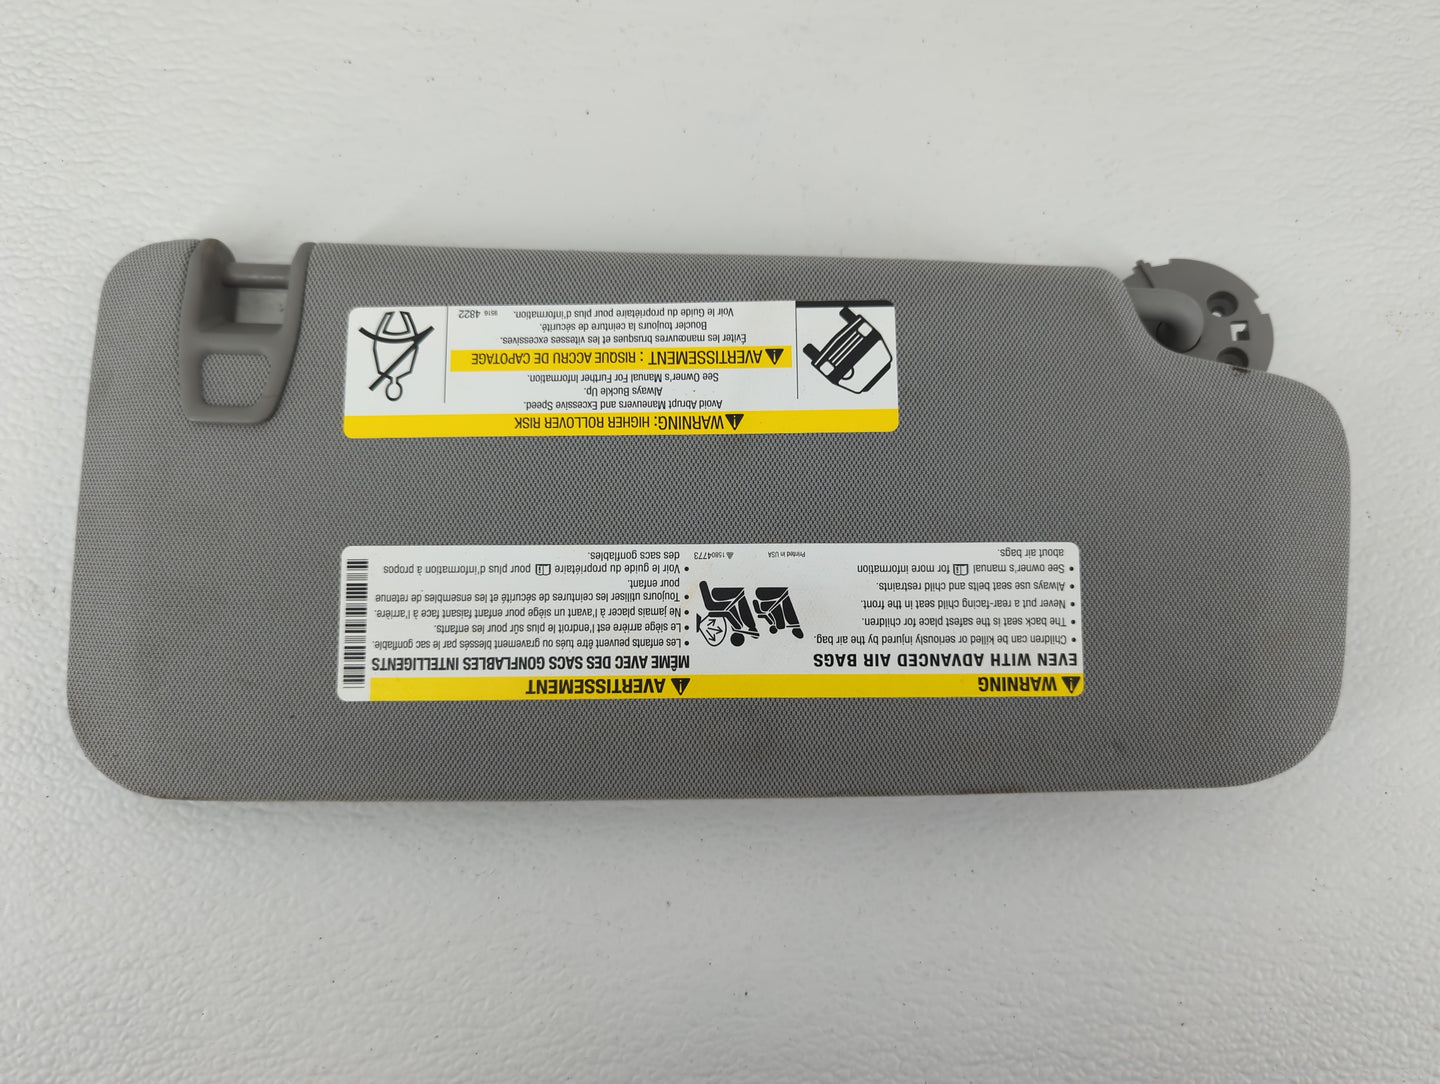 WARNING
EVEN WITH ADVANCED AIR BAGS
• Children can be killed or seriously injured by the air bag.
• The back seat is the safest place for children.
• Never put a rear-facing child seat in the front.
• Always use seat belts and child restraints.
• See owner's manual for more information
about air bags.
Printed in USA
15804773
AVERTISSEMENT
MÊME AVEC DES SACS GONFLABLES INTELLIGENTS
• Les enfants peuvent être tués ou gravement blessés par le sac gonflable.
• Le siège arrière est l'endroit le plus sûr pour les enfants.
• Ne jamais placer à l'avant un siège pour enfant faisant face à l'arrière.
• Toujours utiliser les ceintures de sécurité et les ensembles de retenue
pour enfant.
• Voir le guide du propriétaire pour plus d'information à propos
des sacs gonflables.
WARNING: HIGHER ROLLOVER RISK
Avoid Abrupt Maneuvers and Excessive Speed.
Always Buckle Up.
See Owner's Manual For Further Information.
AVERTISSEMENT : RISQUE ACCRU DE CAPOTAGE
Éviter les manœuvres brusques et les vitesses excessives.
Boucler toujours la ceinture de sécurité.
Voir le Guide du propriétaire pour plus d'information.
9516 4822